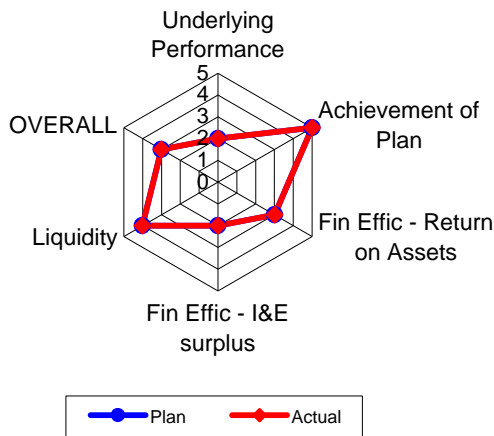 Underlying
Performance
5
4
3
2
1
0
Achievement of
Plan
Fin Effic - Return
on Assets
Fin Effic - I&E
surplus
Liquidity
OVERALL
Plan
Actual